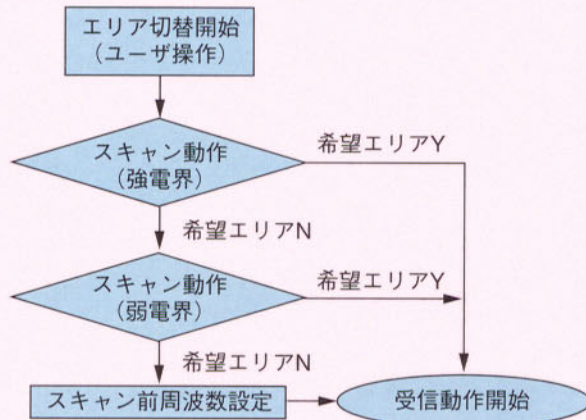 エリア切替開始
(ユーザ操作)
スキャン動作
(強電界)
希望エリアY
希望エリアN
スキャン動作
(弱電界)
希望エリアY
希望エリアN
スキャン前周波数設定
受信動作開始